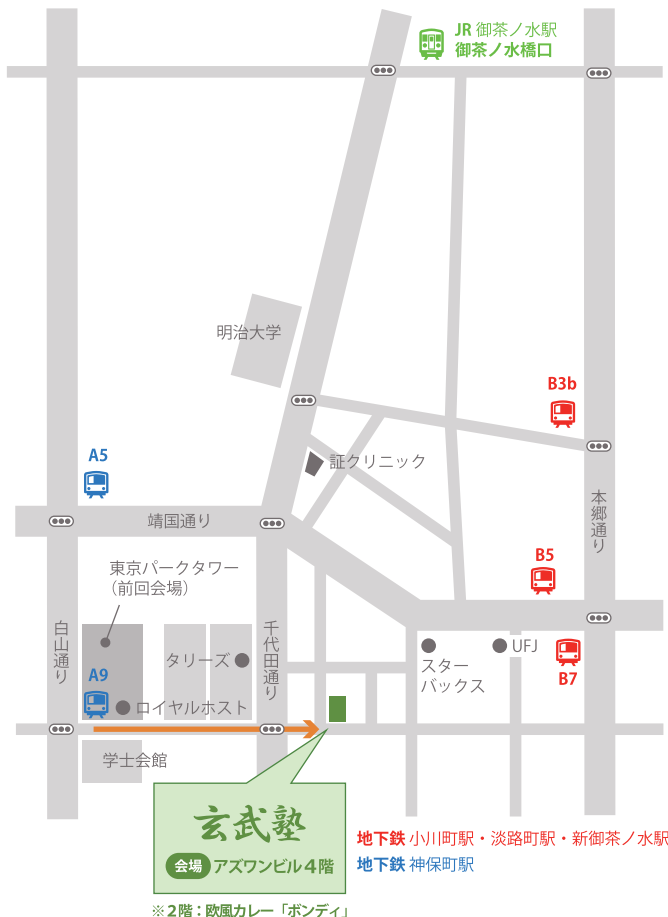 JR 御茶ノ水駅
御茶ノ水橋口
明治大学
B3b
証クリニック
A5
靖国通り
本郷通り
B5
東京パークタワー
（前回会場）
白山通り
千代田通り
タリーズ
スター
バックス
UFJ
B7
A9
ロイヤルホスト
学士会館
玄武塾
会場 アズワンビル４階
地下鉄 小川町駅・淡路町駅・新御茶ノ水駅
地下鉄 神保町駅
※２階：欧風カレー「ボンディ」